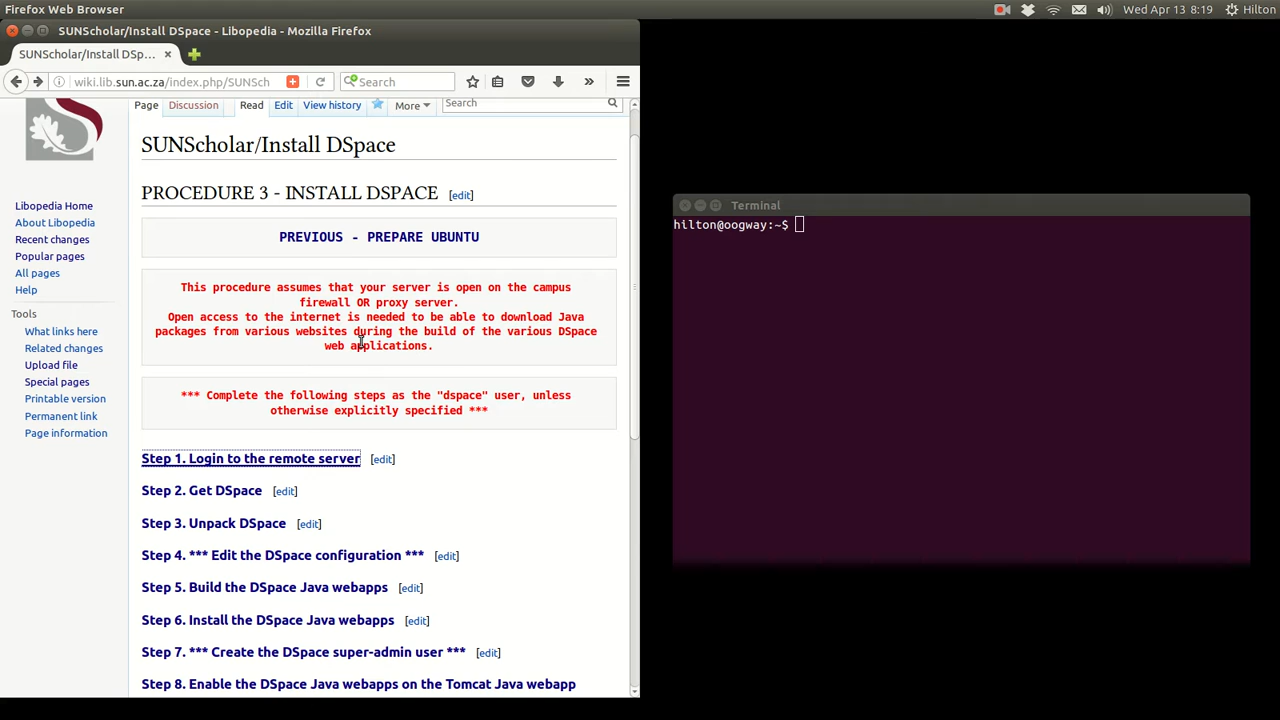 Firefox Web Browser
Wed Apr 13 8:19 Hilton
SUNScholar/Install DSpace - Libopedia - Mozilla Firefox
SUNScholar/Install DSp...
wiki.lib.sun.ac.za/index.php/SUNSch
Search
Page Discussion Read Edit View history More Search
SUNScholar/Install DSpace
PROCEDURE 3 - INSTALL DSPACE [edit]
PREVIOUS - PREPARE UBUNTU
This procedure assumes that your server is open on the campus
firewall OR proxy server.
Open access to the internet is needed to be able to download Java
packages from various websites during the build of the various DSpace
web applications.
*** Complete the following steps as the "dspace" user, unless
otherwise explicitly specified ***
Step 1. Login to the remote server [edit]
Step 2. Get DSpace [edit]
Step 3. Unpack DSpace [edit]
Step 4. *** Edit the DSpace configuration *** [edit]
Step 5. Build the DSpace Java webapps [edit]
Step 6. Install the DSpace Java webapps [edit]
Step 7. *** Create the DSpace super-admin user *** [edit]
Step 8. Enable the DSpace Java webapps on the Tomcat Java webapp
Libopedia Home
About Libopedia
Recent changes
Popular pages
All pages
Help
Tools
What links here
Related changes
Upload file
Special pages
Printable version
Permanent link
Page information
Terminal
hilton@oogway:~$